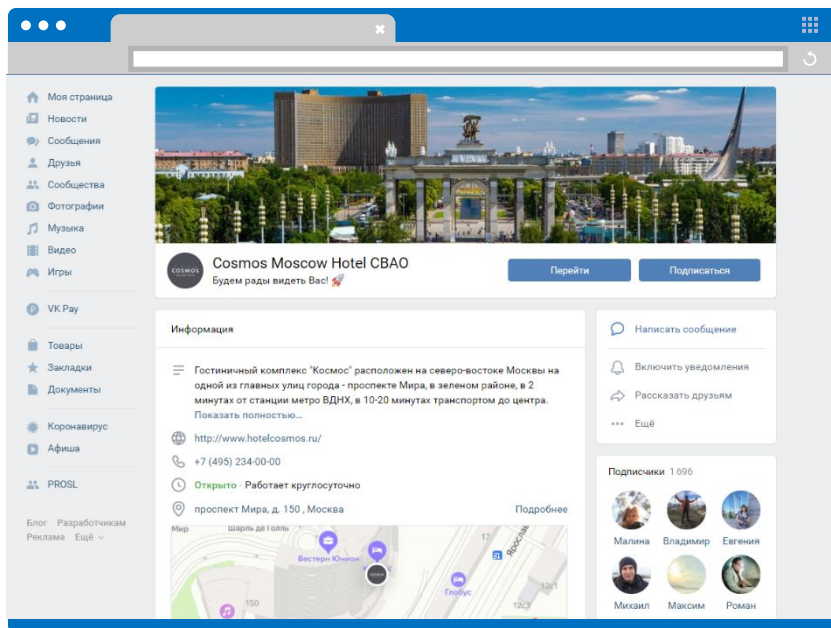 Моя страница
Новости
Сообщения
Друзья
Сообщества
Фотографии
Музыка
Видео
Игры
VK Pay
Товары
Закладки
Документы
Коронавирус
Афиша
PROSL
Блог Разработчикам
Реклама Ещё
COSMOS
Cosmos Moscow Hotel СВАО
Будем рады видеть Вас!
Перейти
Подписаться
Информация
Гостиничный комплекс "Космос" расположен на северо-востоке Москвы на
одной из главных улиц города - проспекте Мира, в зеленом районе, в 2
минутах от станции метро ВДНХ, в 10-20 минутах транспортом до центра.
Показать полностью...
http://www.hotelcosmos.ru/
+7 (495) 234-00-00
Открыто · Работает круглосуточно
проспект Мира, д. 150 , Москва
Подробнее
Мир
Шарль де Голль
17
Вестерн Юнион
Глобус
12с1
12с3
150
Написать сообщение
Включить уведомления
Рассказать друзьям
Ещё
Подписчики 1 696
Малина Владимир Евгения
Михаил Максим Роман